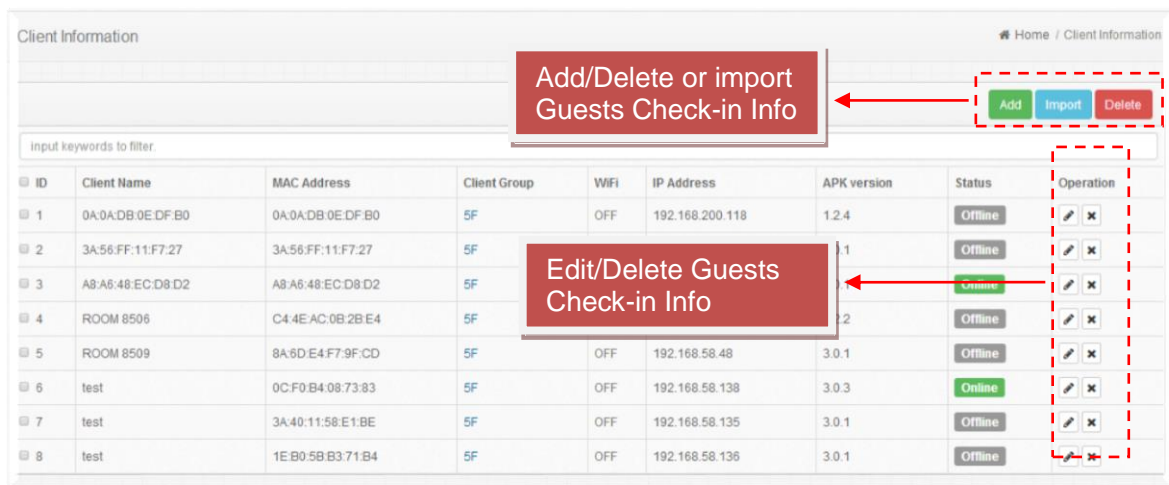 Client Information
Home / Client Information
Add/Delete or import
Guests Check-in Info
Add Import Delete
input keywords to filter.
ID Client Name MAC Address Client Group WiFi IP Address APK version Status Operation
1 0A:0A:DB:0E:DF:B0 0A:0A:DB:0E:DF:B0 5F OFF 192.168.200.118 1.2.4 Offline
2 3A:56:FF:11:F7:27 3A:56:FF:11:F7:27 5F Offline
Edit/Delete Guests
Check-in Info
3 A8:A6:48:EC:D8:D2 A8:A6:48:EC:D8:D2 5F Online
4 ROOM 8506 C4:4E:AC:0B:2B:E4 5F Offline
5 ROOM 8509 8A:6D:E4:F7:9F:CD 5F OFF 192.168.58.48 3.0.1 Offline
6 test 0C:F0:B4:08:73:83 5F OFF 192.168.58.138 3.0.3 Online
7 test 3A:40:11:58:E1:BE 5F OFF 192.168.58.135 3.0.1 Offline
8 test 1E:B0:5B:B3:71:B4 5F OFF 192.168.58.136 3.0.1 Offline